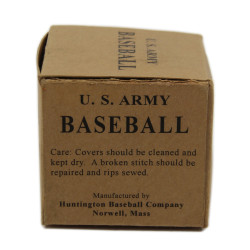 U. S. ARMY
BASEBALL
U. S. ARMY
BASEBALL
Care: Covers should be cleaned and
kept dry. A broken stitch should be
repaired and rips sewed.
Manufactured by
Huntington Baseball Company
Norwell, Mass